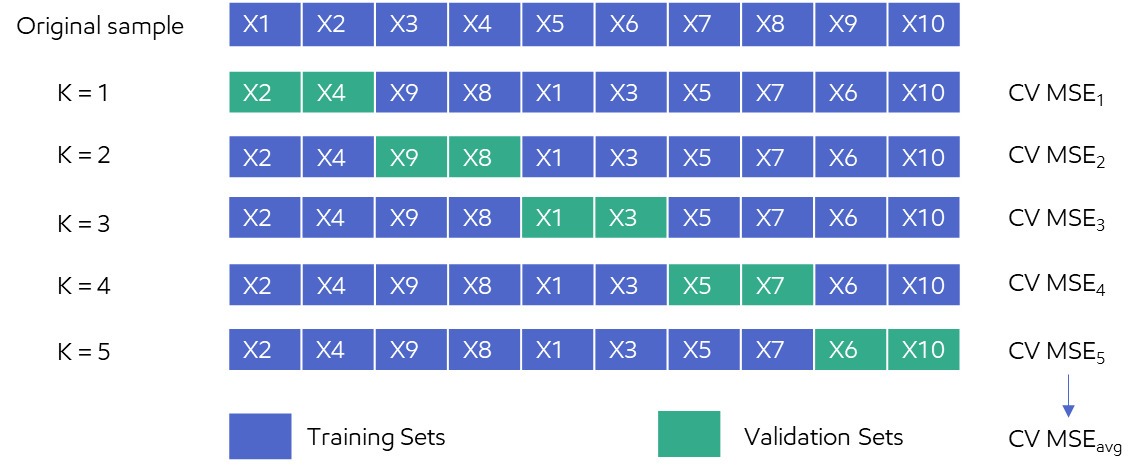 Original sample X1 X2 X3 X4 X5 X6 X7 X8 X9 X10
K = 1 X2 X4 X9 X8 X1 X3 X5 X7 X6 X10 CV MSE1
K = 2 X2 X4 X9 X8 X1 X3 X5 X7 X6 X10 CV MSE2
K = 3 X2 X4 X9 X8 X1 X3 X5 X7 X6 X10 CV MSE3
K = 4 X2 X4 X9 X8 X1 X3 X5 X7 X6 X10 CV MSE4
K = 5 X2 X4 X9 X8 X1 X3 X5 X7 X6 X10 CV MSE5
Training Sets Validation Sets CV MSEavg